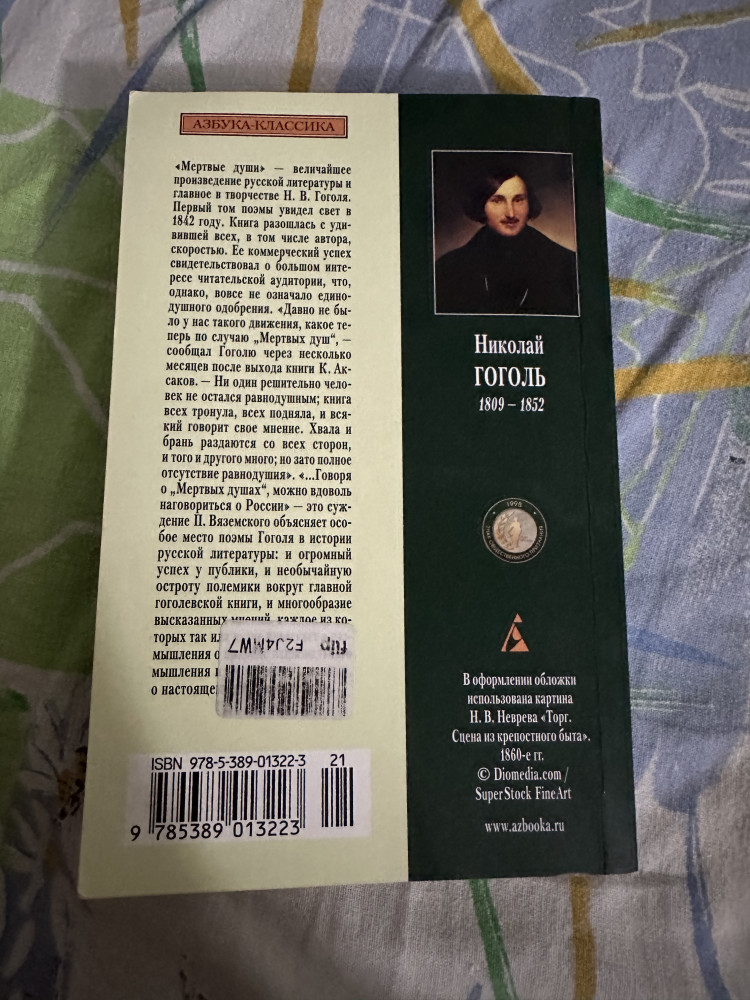 АЗБУКА-КЛАССИКА
«Мертвые души» — величайшее
произведение русской литературы и
главное в творчестве Н. В. Гоголя.
Первый том поэмы увидел свет в
1842 году. Книга разошлась с уди-
вившей всех, в том числе автора,
скоростью. Ее коммерческий успех
свидетельствовал о большом инте-
ресе читательской аудитории, что,
однако, вовсе не означало едино-
душного одобрения. «Давно не бы-
ло у нас такого движения, какое те-
перь по случаю „Мертвых душ“, —
сообщал Гоголю через несколько
месяцев после выхода книги К. Ак-
саков. — Ни один решительно чело-
век не остался равнодушным; книга
всех тронула, всех подняла, и вся-
кий говорит свое мнение. Хвала и
брань раздаются со всех сторон,
и того и другого много; но зато полное
отсутствие равнодушия». «...Говоря
о „Мертвых душах“, можно вдоволь
наговориться о России» — это суж-
дение П. Вяземского объясняет осо-
бое место поэмы Гоголя в истории
русской литературы: и огромный
успех у публики, и необычайную
остроту полемики вокруг главной
гоголевской книги, и многообразие
высказанных мнений, каждое из ко-
торых так ил
мышления о
мышления
о настояще
flip F2J4MW7
ISBN 978-5-389-01322-3 21
9 785389 013223
Николай
ГОГОЛЬ
1809 – 1852
1998
ЗНАК ОБЩЕСТВЕННОГО ПРИЗНАНИЯ
В оформлении обложки
использована картина
Н. В. Неврева «Торг.
Сцена из крепостного быта».
1860-е гг.
© Diomedia.com /
SuperStock FineArt
www.azbooka.ru